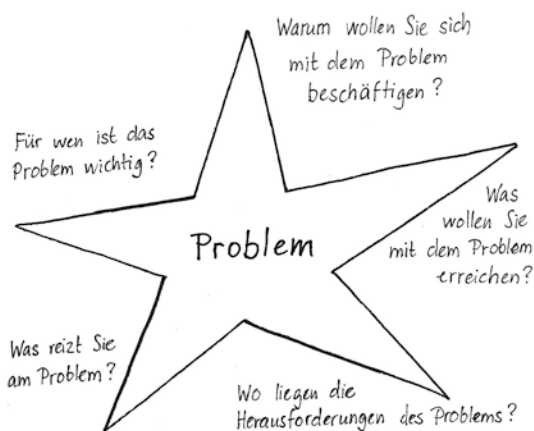 Warum wollen Sie sich
mit dem Problem
beschäftigen?
Für wen ist das
Problem wichtig?
Problem
Was
wollen Sie
mit dem Problem
erreichen?
Was reizt Sie
am Problem?
Wo liegen die
Herausforderungen des Problems?